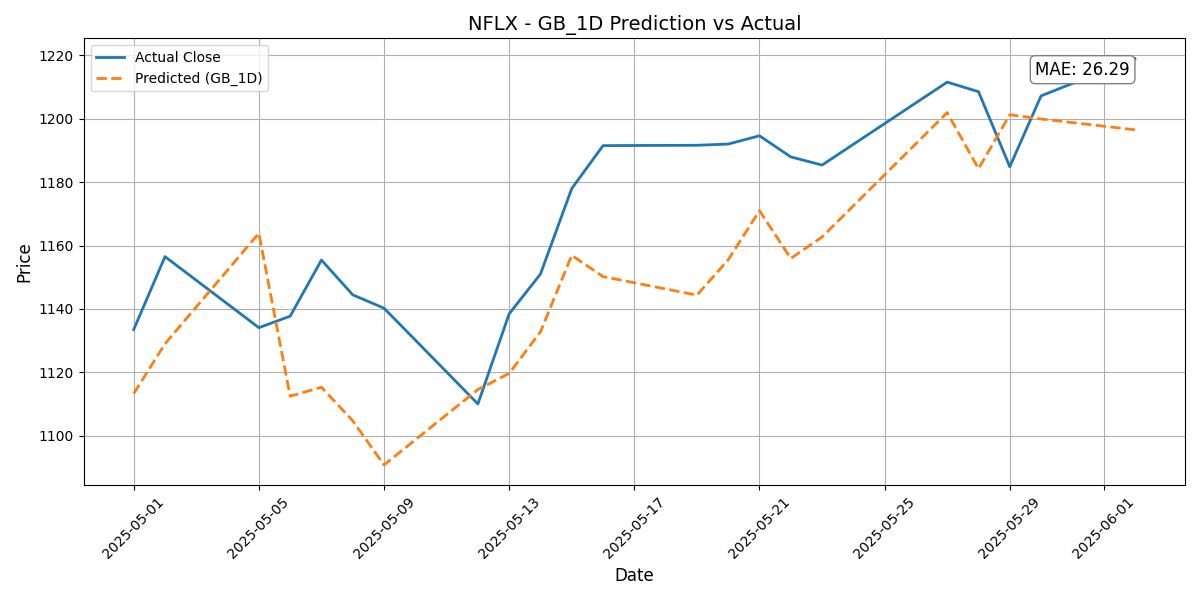 NFLX - GB_1D Prediction vs Actual
Actual Close
Predicted (GB_1D)
MAE: 26.29
Price
1220
1200
1180
1160
1140
1120
1100
2025-05-01
2025-05-05
2025-05-09
2025-05-13
2025-05-17
2025-05-21
2025-05-25
2025-05-29
2025-06-01
Date